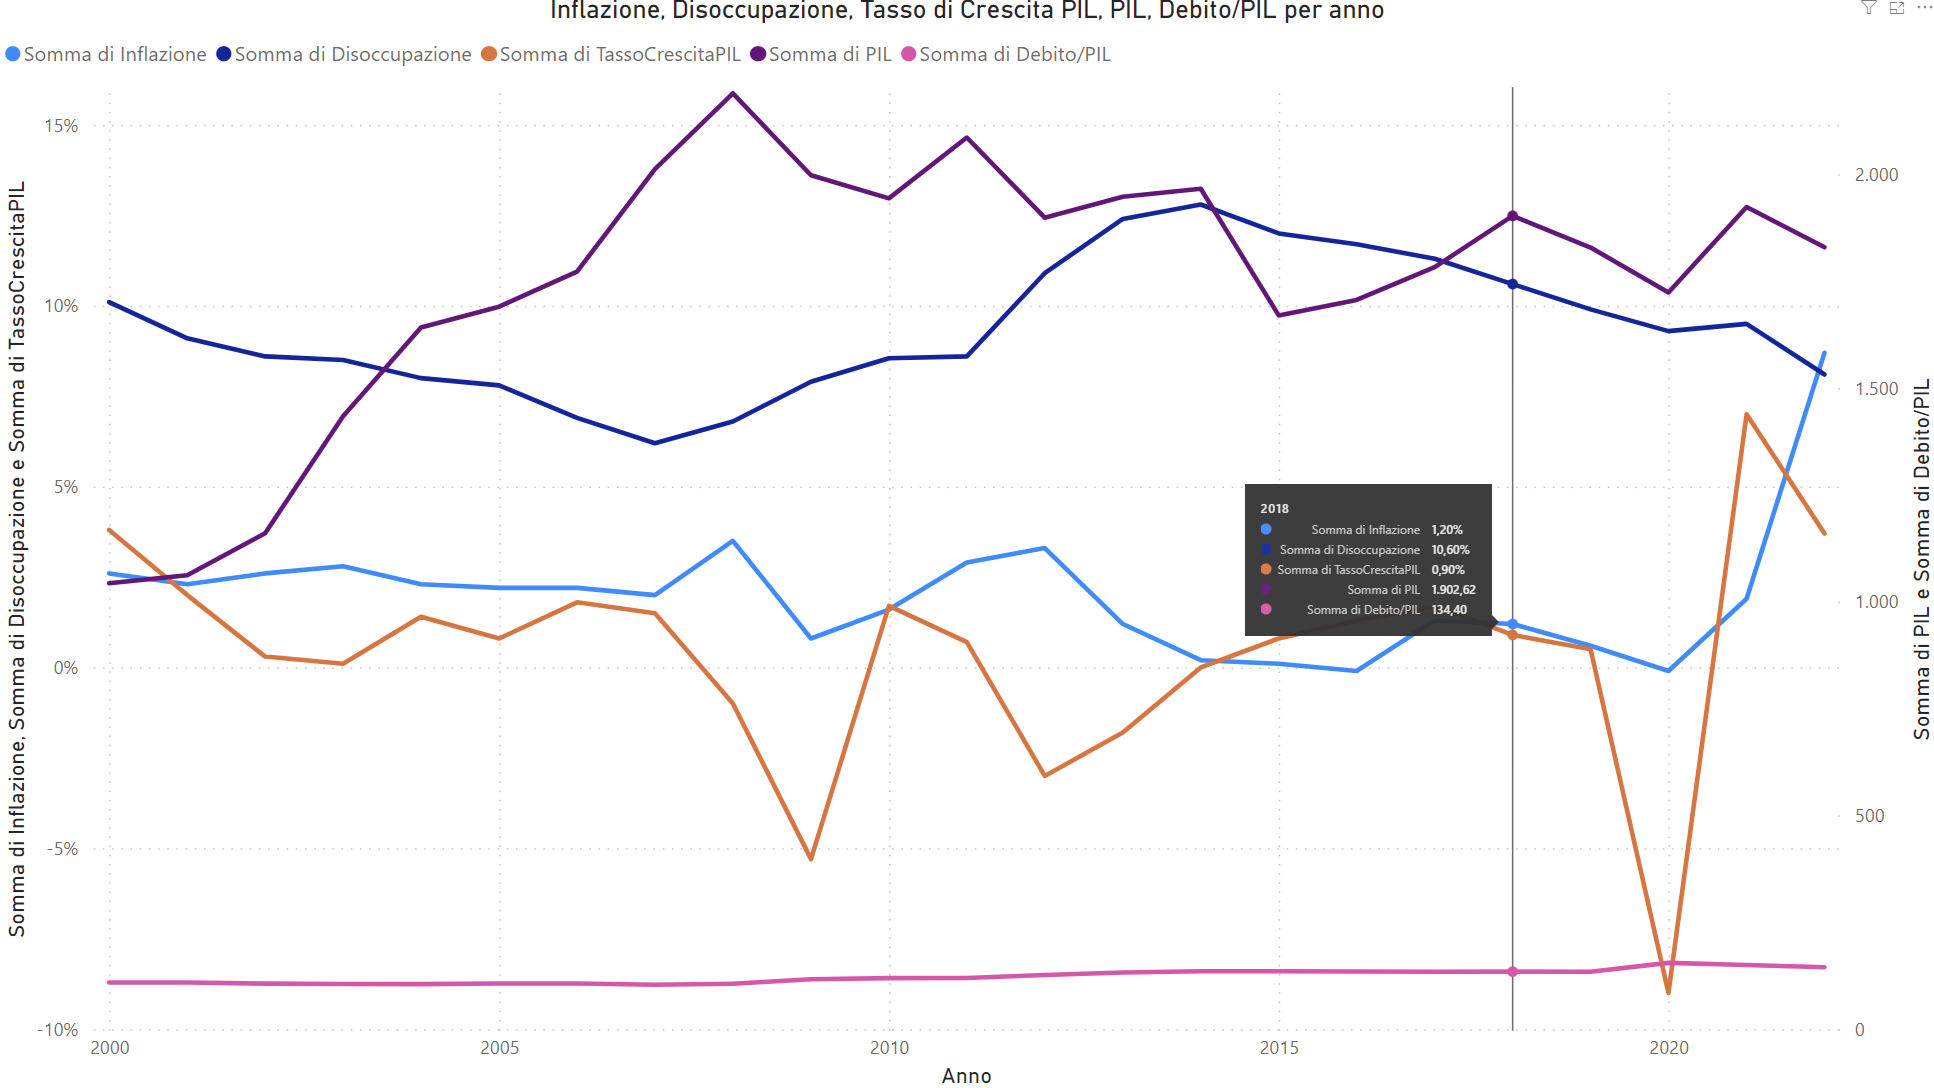 Inflazione, Disoccupazione, Tasso di Crescita PIL, PIL, Debito/PIL per anno
Somma di Inflazione Somma di Disoccupazione Somma di TassoCrescitaPIL Somma di PIL Somma di Debito/PIL
Somma di Inflazione, Somma di Disoccupazione e Somma di TassoCrescitaPIL
15%
10%
5%
0%
-5%
-10%
2018
Somma di Inflazione 1,20%
Somma di Disoccupazione 10,60%
Somma di TassoCrescitaPIL 0,90%
Somma di PIL 1.902,62
Somma di Debito/PIL 134,40
2.000
1.500
1.000
500
0
Somma di PIL e Somma di Debito/PIL
2000 2005 2010 2015 2020
Anno